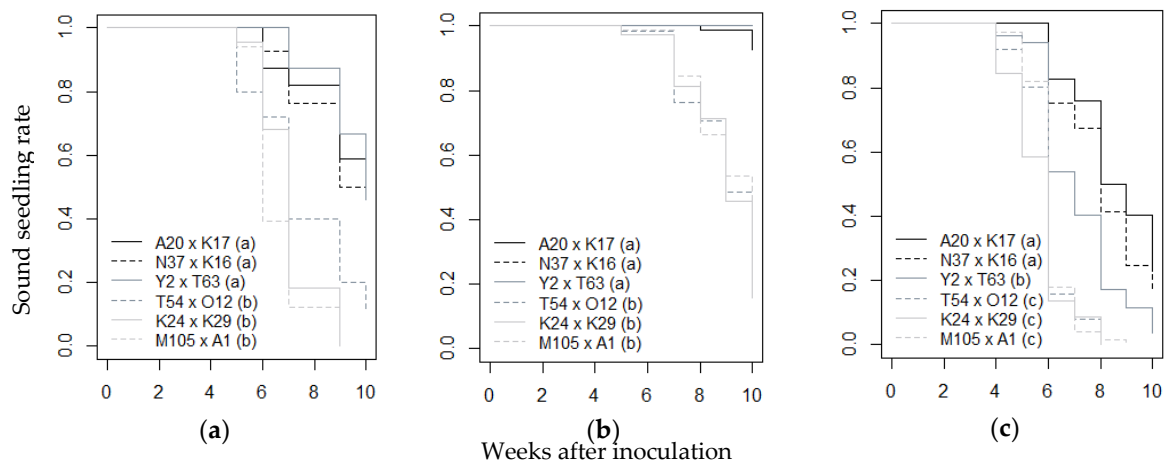 Sound seedling rate
1.0
0.8
0.6
0.4
0.2
0.0
A20 x K17 (a)
N37 x K16 (a)
Y2 x T63 (a)
T54 x O12 (b)
K24 x K29 (b)
M105 x A1 (b)
0 2 4 6 8 10
(a)
1.0
0.8
0.6
0.4
0.2
0.0
A20 x K17 (a)
N37 x K16 (a)
Y2 x T63 (a)
T54 x O12 (b)
K24 x K29 (b)
M105 x A1 (b)
0 2 4 6 8 10
(b)
1.0
0.8
0.6
0.4
0.2
0.0
A20 x K17 (a)
N37 x K16 (a)
Y2 x T63 (b)
T54 x O12 (c)
K24 x K29 (c)
M105 x A1 (c)
0 2 4 6 8 10
(c)
Weeks after inoculation